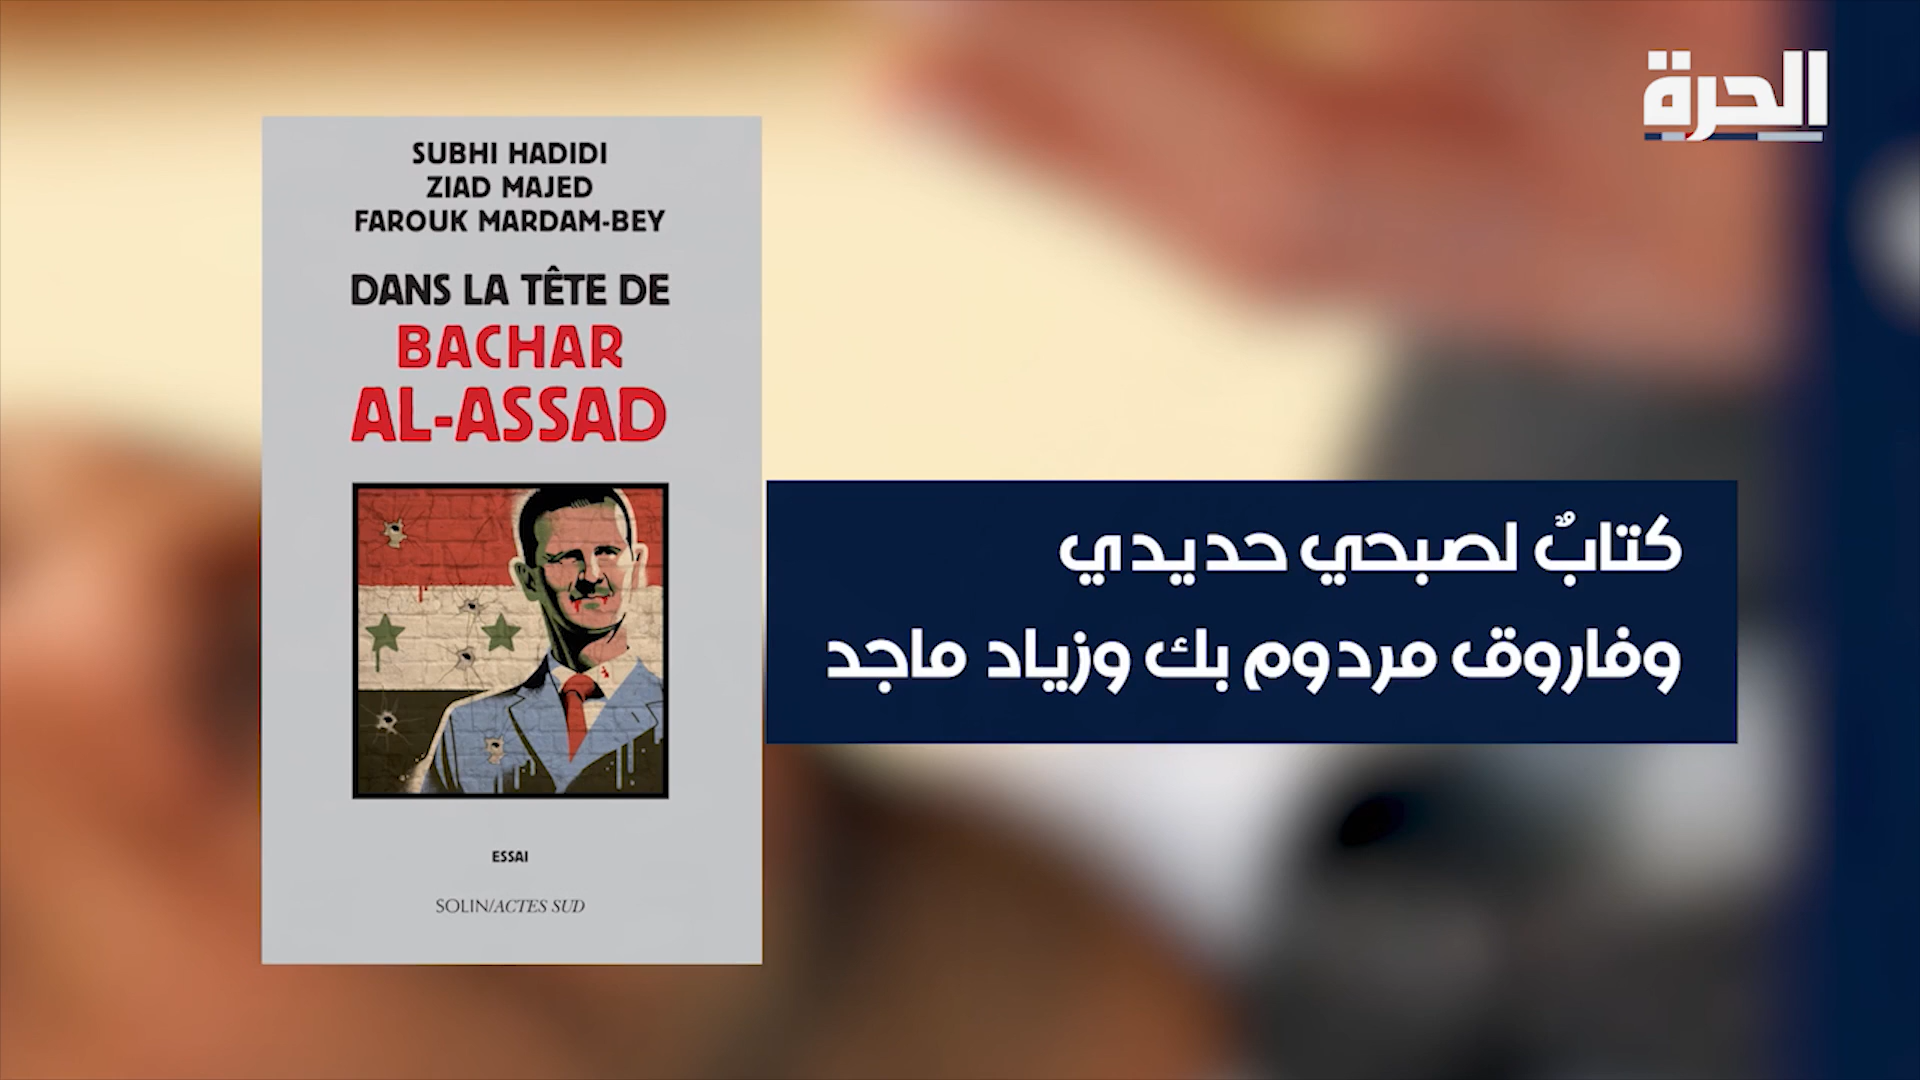 الحرة
SUBHI HADIDI
ZIAD MAJED
FAROUK MARDAM-BEY
DANS LA TÊTE DE
BACHAR
AL-ASSAD
ESSAI
SOLIN/ACTES SUD
كتابٌ لصبحي حديدي
وفاروق مردوم بك وزياد ماجد